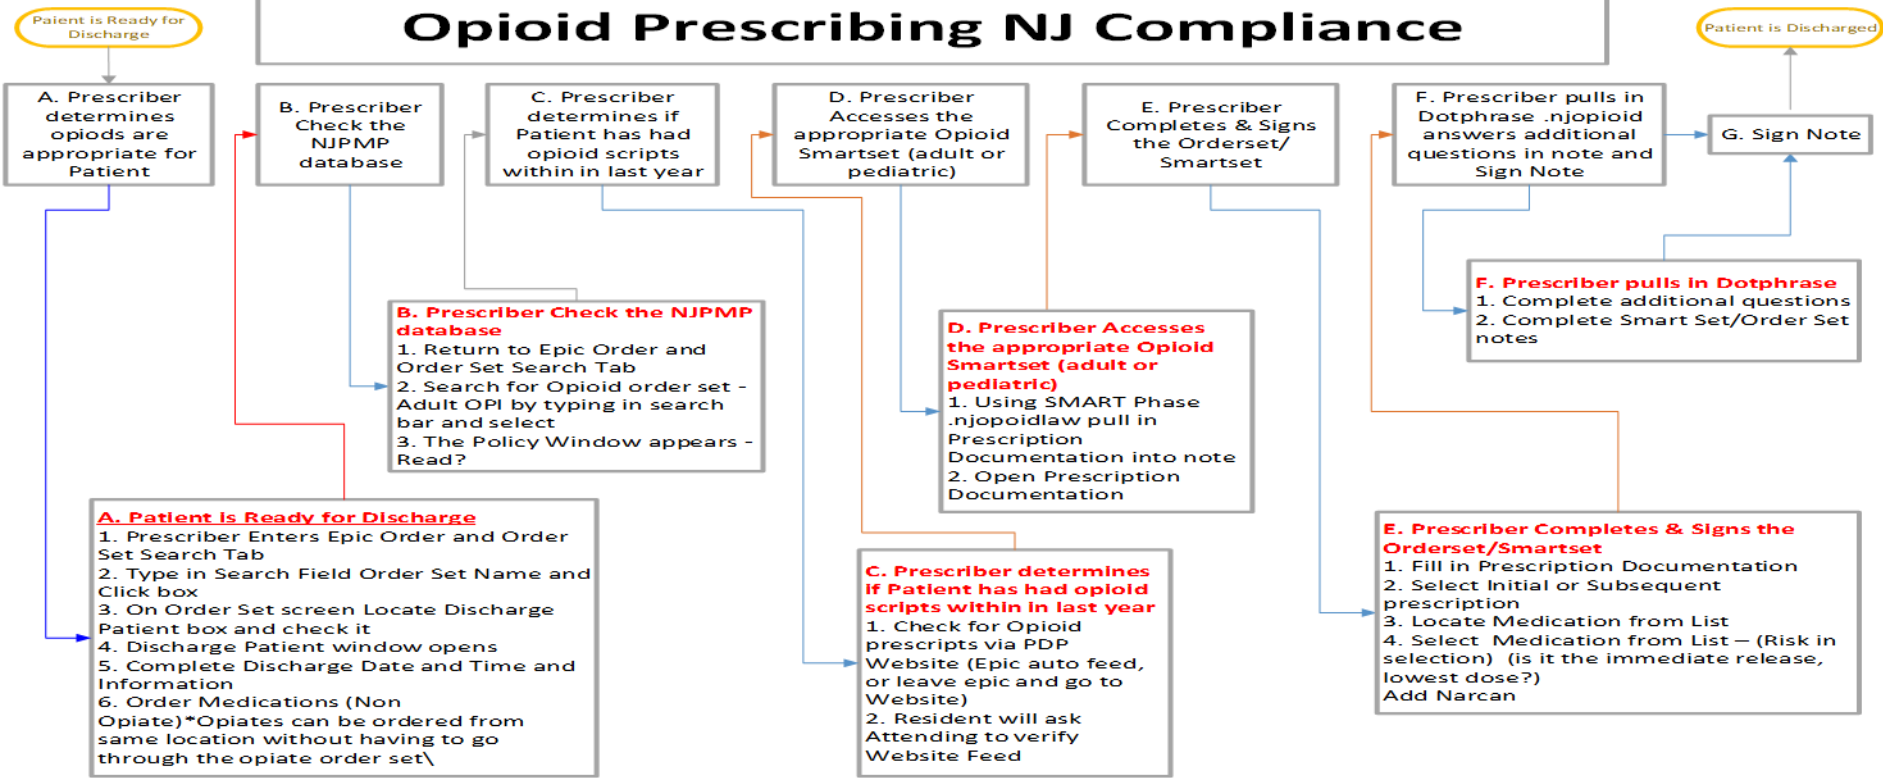 Paient is Ready for
Discharge
Opioid Prescribing NJ Compliance
Patient is Discharged
A. Prescriber
determines
opiods are
appropriate for
Patient
B. Prescriber
Check the
NJPMP
database
C. Prescriber
determines if
Patient has had
opioid scripts
within in last year
D. Prescriber
Accesses the
appropriate Opioid
Smartset (adult or
pediatric)
E. Prescriber
Completes & Signs
the Orderset/
Smartset
F. Prescriber pulls in
Dotphrase .njopioid
answers additional
questions in note and
Sign Note
G. Sign Note
F. Prescriber pulls in Dotphrase
1. Complete additional questions
2. Complete Smart Set/Order Set
notes
B. Prescriber Check the NJPMP
database
1. Return to Epic Order and
Order Set Search Tab
2. Search for Opioid order set -
Adult OPI by typing in search
bar and select
3. The Policy Window appears -
Read?
D. Prescriber Accesses
the appropriate Opioid
Smartset (adult or
pediatric)
1. Using SMART Phase
.njopoidlaw pull in
Prescription
Documentation into note
2. Open Prescription
Documentation
A. Patient is Ready for Discharge
1. Prescriber Enters Epic Order and Order
Set Search Tab
2. Type in Search Field Order Set Name and
Click box
3. On Order Set screen Locate Discharge
Patient box and check it
4. Discharge Patient window opens
5. Complete Discharge Date and Time and
Information
6. Order Medications (Non
Opiate)*Opiates can be ordered from
same location without having to go
through the opiate order set\
C. Prescriber determines
if Patient has had opioid
scripts within in last year
1. Check for Opioid
prescripts via PDP
Website (Epic auto feed,
or leave epic and go to
Website)
2. Resident will ask
Attending to verify
Website Feed
E. Prescriber Completes & Signs the
Orderset/Smartset
1. Fill in Prescription Documentation
2. Select Initial or Subsequent
prescription
3. Locate Medication from List
4. Select Medication from List – (Risk in
selection) (is it the immediate release,
lowest dose?)
Add Narcan